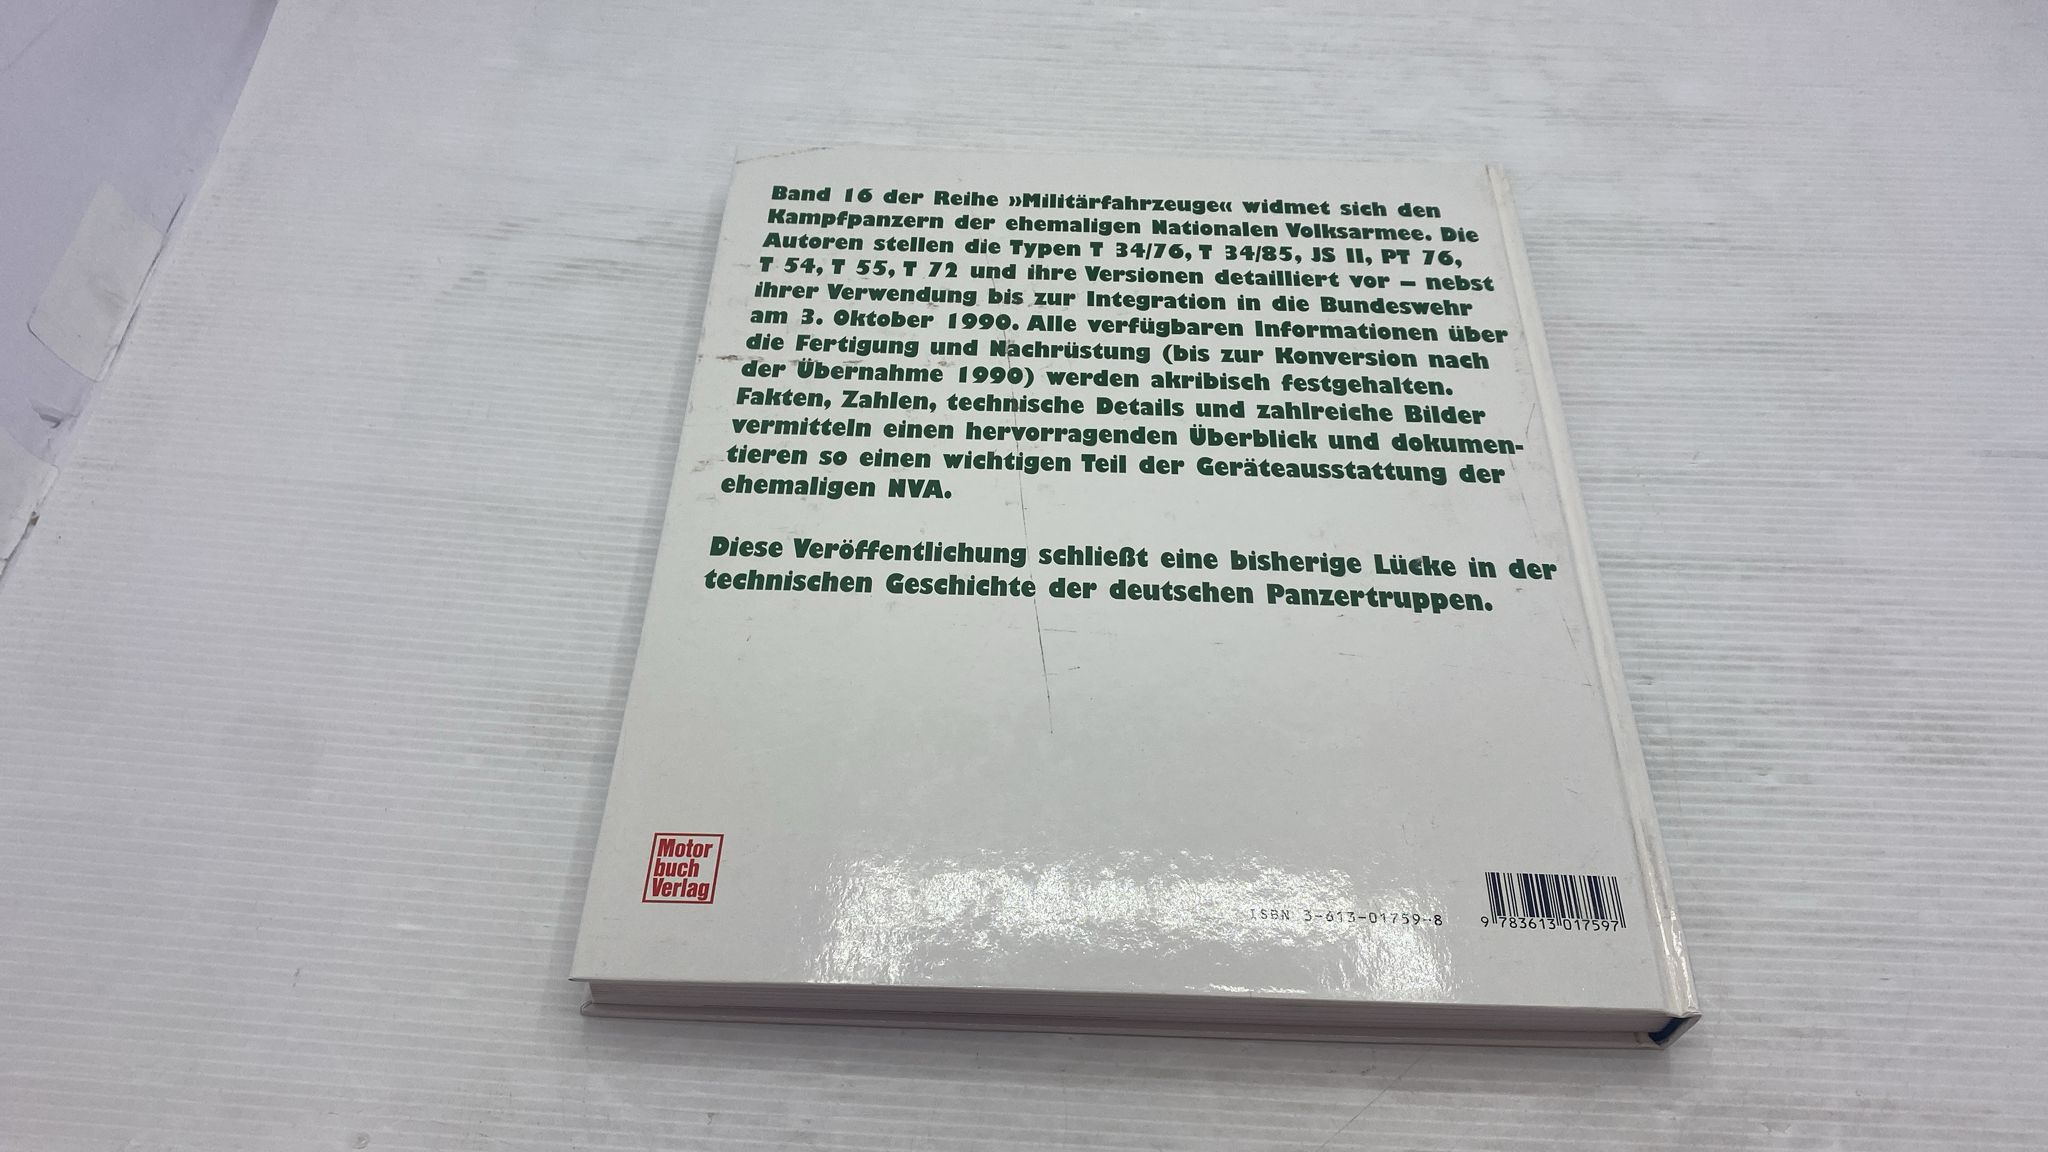 Band 16 der Reihe »Militärfahrzeuge« widmet sich den
Kampfpanzern der ehemaligen Nationalen Volksarmee. Die
Autoren stellen die Typen T 34/76, T 34/85, JS II, PT 76,
T 54, T 55, T 72 und ihre Versionen detailliert vor – nebst
ihrer Verwendung bis zur Integration in die Bundeswehr
am 3. Oktober 1990. Alle verfügbaren Informationen über
die Fertigung und Nachrüstung (bis zur Konversion nach
der Übernahme 1990) werden akribisch festgehalten.
Fakten, Zahlen, technische Details und zahlreiche Bilder
vermitteln einen hervorragenden Überblick und dokumen-
tieren so einen wichtigen Teil der Geräteausstattung der
ehemaligen NVA.
Diese Veröffentlichung schließt eine bisherige Lücke in der
technischen Geschichte der deutschen Panzertruppen.
Motor
buch
Verlag
ISBN 3-613-01759-8
9 783613 017597